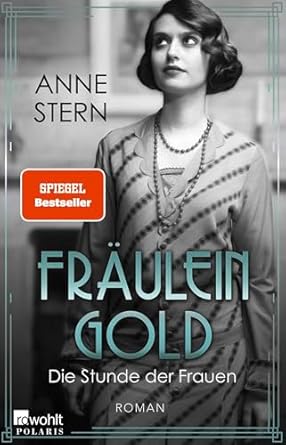 ANNE
STERN
SPIEGEL
Bestseller
FRÄULEIN
GOLD
Die Stunde der Frauen
ROMAN
rowohlt
POLARIS